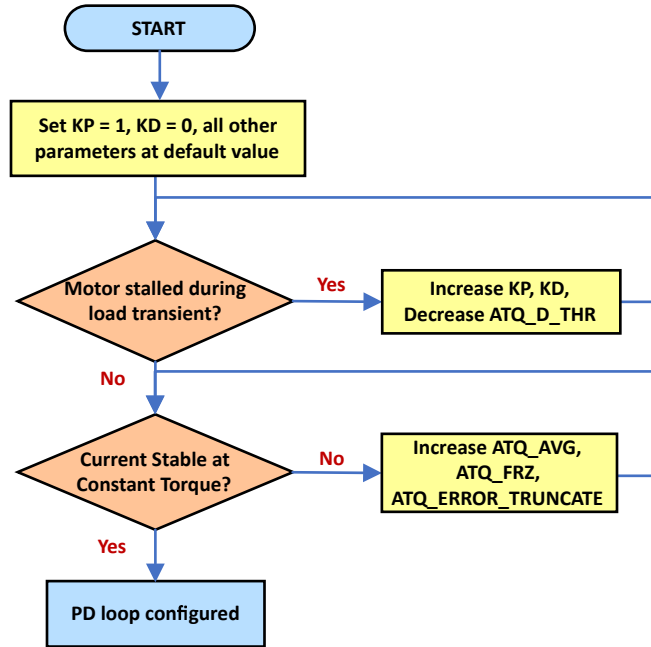 START
Set KP = 1, KD = 0, all other
parameters at default value
Motor stalled during
load transient?
Yes
Increase KP, KD,
Decrease ATQ_D_THR
No
Current Stable at
Constant Torque?
No
Increase ATQ_AVG,
ATQ_FRZ,
ATQ_ERROR_TRUNCATE
Yes
PD loop configured